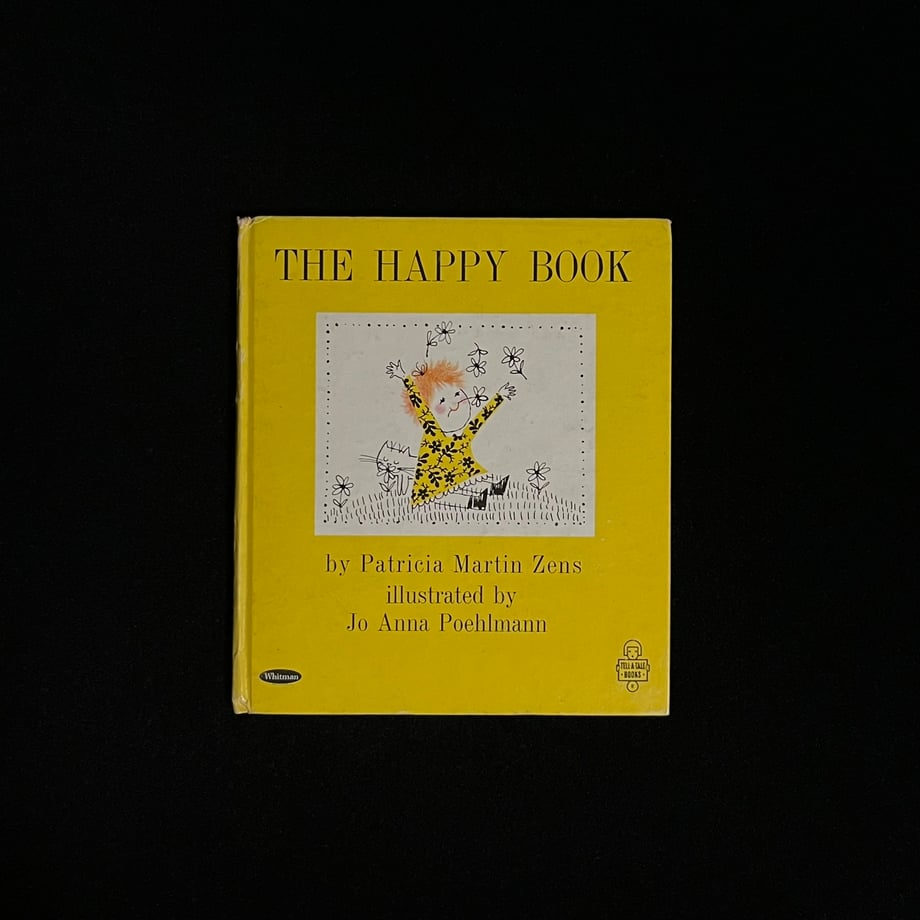 THE HAPPY BOOK
by Patricia Martin Zens
illustrated by
Jo Anna Poehlmann
Whitman
TELL-A-TALE
BOOKS